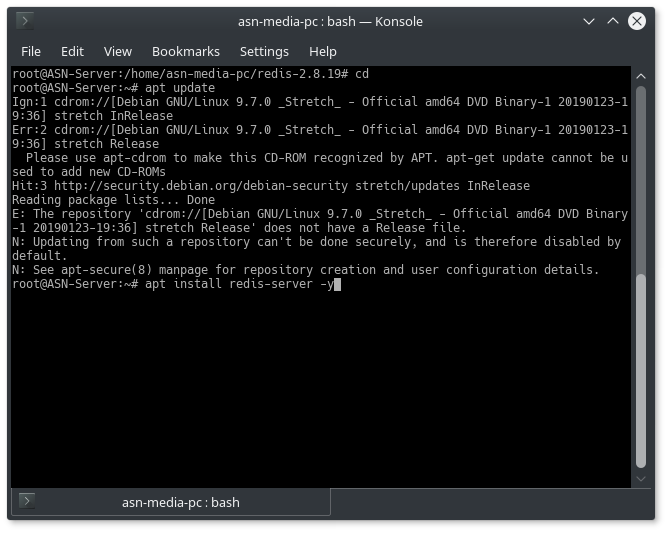 asn-media-pc : bash — Konsole
File Edit View Bookmarks Settings Help
root@ASN-Server:/home/asn-media-pc/redis-2.8.19# cd
root@ASN-Server:~# apt update
Ign:1 cdrom://[Debian GNU/Linux 9.7.0 _Stretch_ - Official amd64 DVD Binary-1 20190123-1
9:36] stretch InRelease
Err:2 cdrom://[Debian GNU/Linux 9.7.0 _Stretch_ - Official amd64 DVD Binary-1 20190123-1
9:36] stretch Release
  Please use apt-cdrom to make this CD-ROM recognized by APT. apt-get update cannot be u
sed to add new CD-ROMs
Hit:3 http://security.debian.org/debian-security stretch/updates InRelease
Reading package lists... Done
E: The repository 'cdrom://[Debian GNU/Linux 9.7.0 _Stretch_ - Official amd64 DVD Binary
-1 20190123-19:36] stretch Release' does not have a Release file.
N: Updating from such a repository can't be done securely, and is therefore disabled by
default.
N: See apt-secure(8) manpage for repository creation and user configuration details.
root@ASN-Server:~# apt install redis-server -y
asn-media-pc : bash